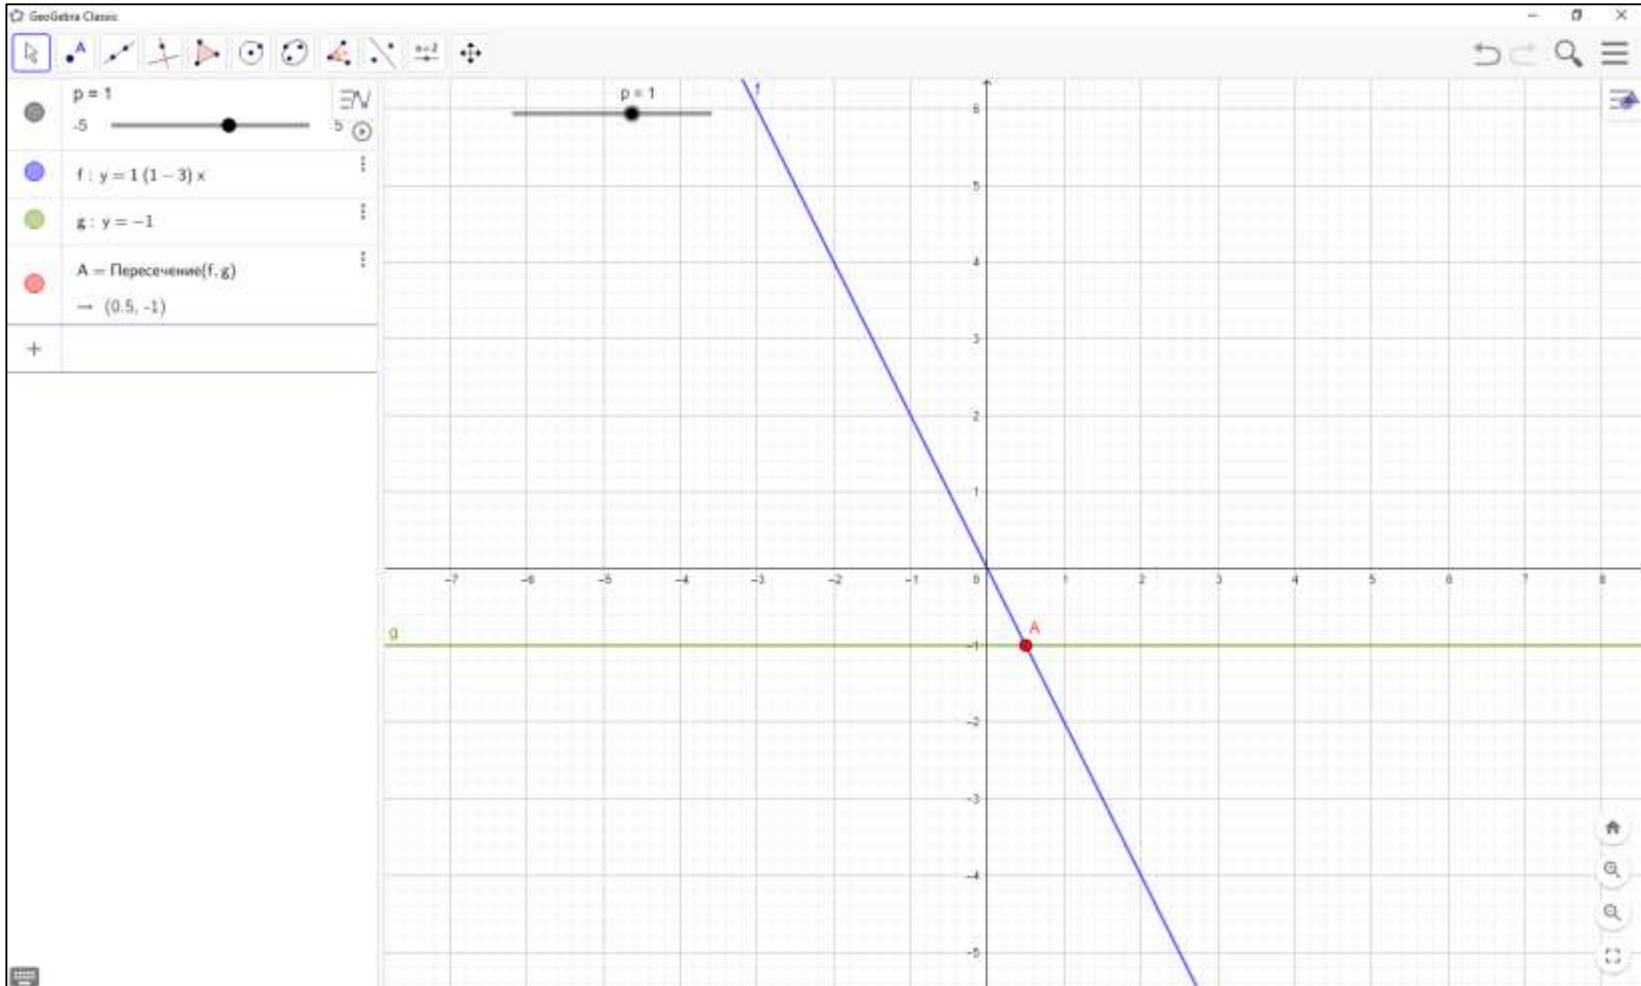 GeoGebra Classic
A
a=2
p = 1
-5
5
f : y = 1 (1 − 3) x
g : y = −1
A = Пересечение(f, g)
→ (0.5, -1)
+
p = 1
f
6
5
4
3
2
1
−7 −6 −5 −4 −3 −2 −1 0 1 2 3 4 5 6 7 8
g
A
−1
−2
−3
−4
−5